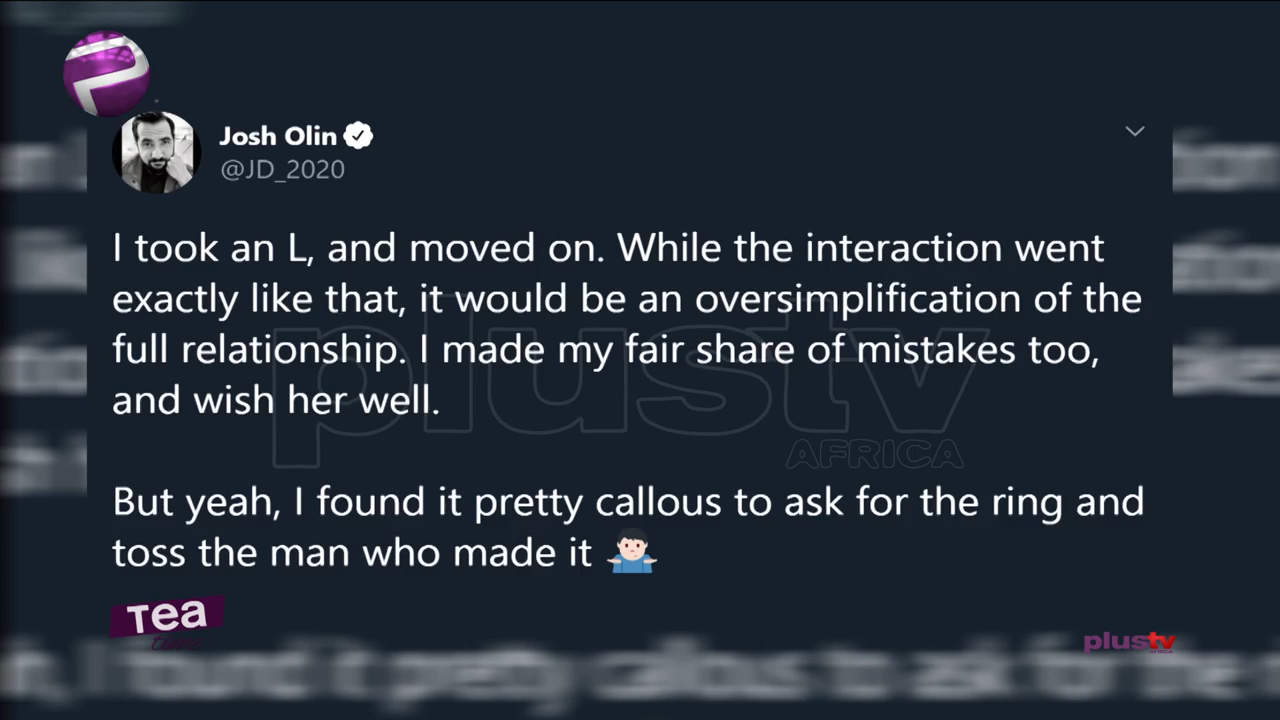 Josh Olin
@JD_2020
I took an L, and moved on. While the interaction went
exactly like that, it would be an oversimplification of the
full relationship. I made my fair share of mistakes too,
and wish her well.
But yeah, I found it pretty callous to ask for the ring and
toss the man who made it
plustv
AFRICA
Tea
time
plustv
AFRICA